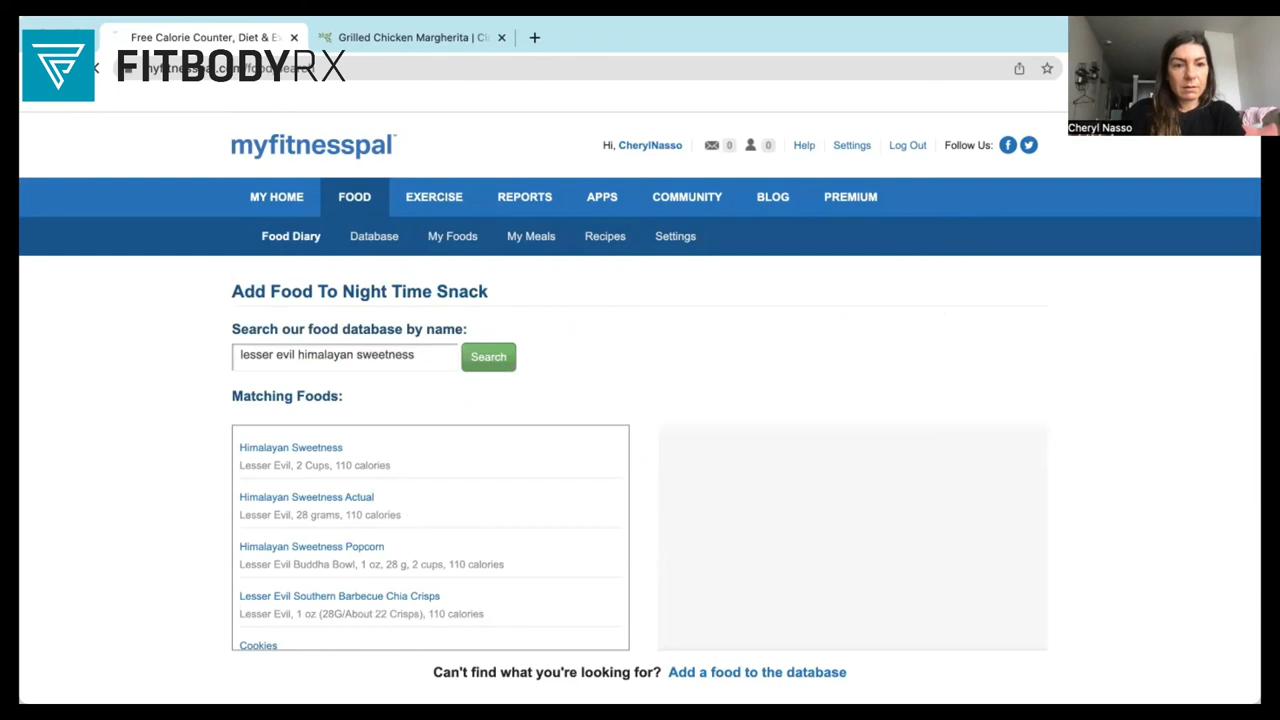 Free Calorie Counter, Diet & E
Grilled Chicken Margherita | Cl
FITBODYRX
Cheryl Nasso
myfitnesspal
Hi, CherylNasso 0 0 Help Settings Log Out Follow Us:
MY HOME FOOD EXERCISE REPORTS APPS COMMUNITY BLOG PREMIUM
Food Diary Database My Foods My Meals Recipes Settings
Add Food To Night Time Snack
Search our food database by name:
lesser evil himalayan sweetness Search
Matching Foods:
Himalayan Sweetness
Lesser Evil, 2 Cups, 110 calories
Himalayan Sweetness Actual
Lesser Evil, 28 grams, 110 calories
Himalayan Sweetness Popcorn
Lesser Evil Buddha Bowl, 1 oz, 28 g, 2 cups, 110 calories
Lesser Evil Southern Barbecue Chia Crisps
Lesser Evil, 1 oz (28G/About 22 Crisps), 110 calories
Cookies
Can't find what you're looking for? Add a food to the database